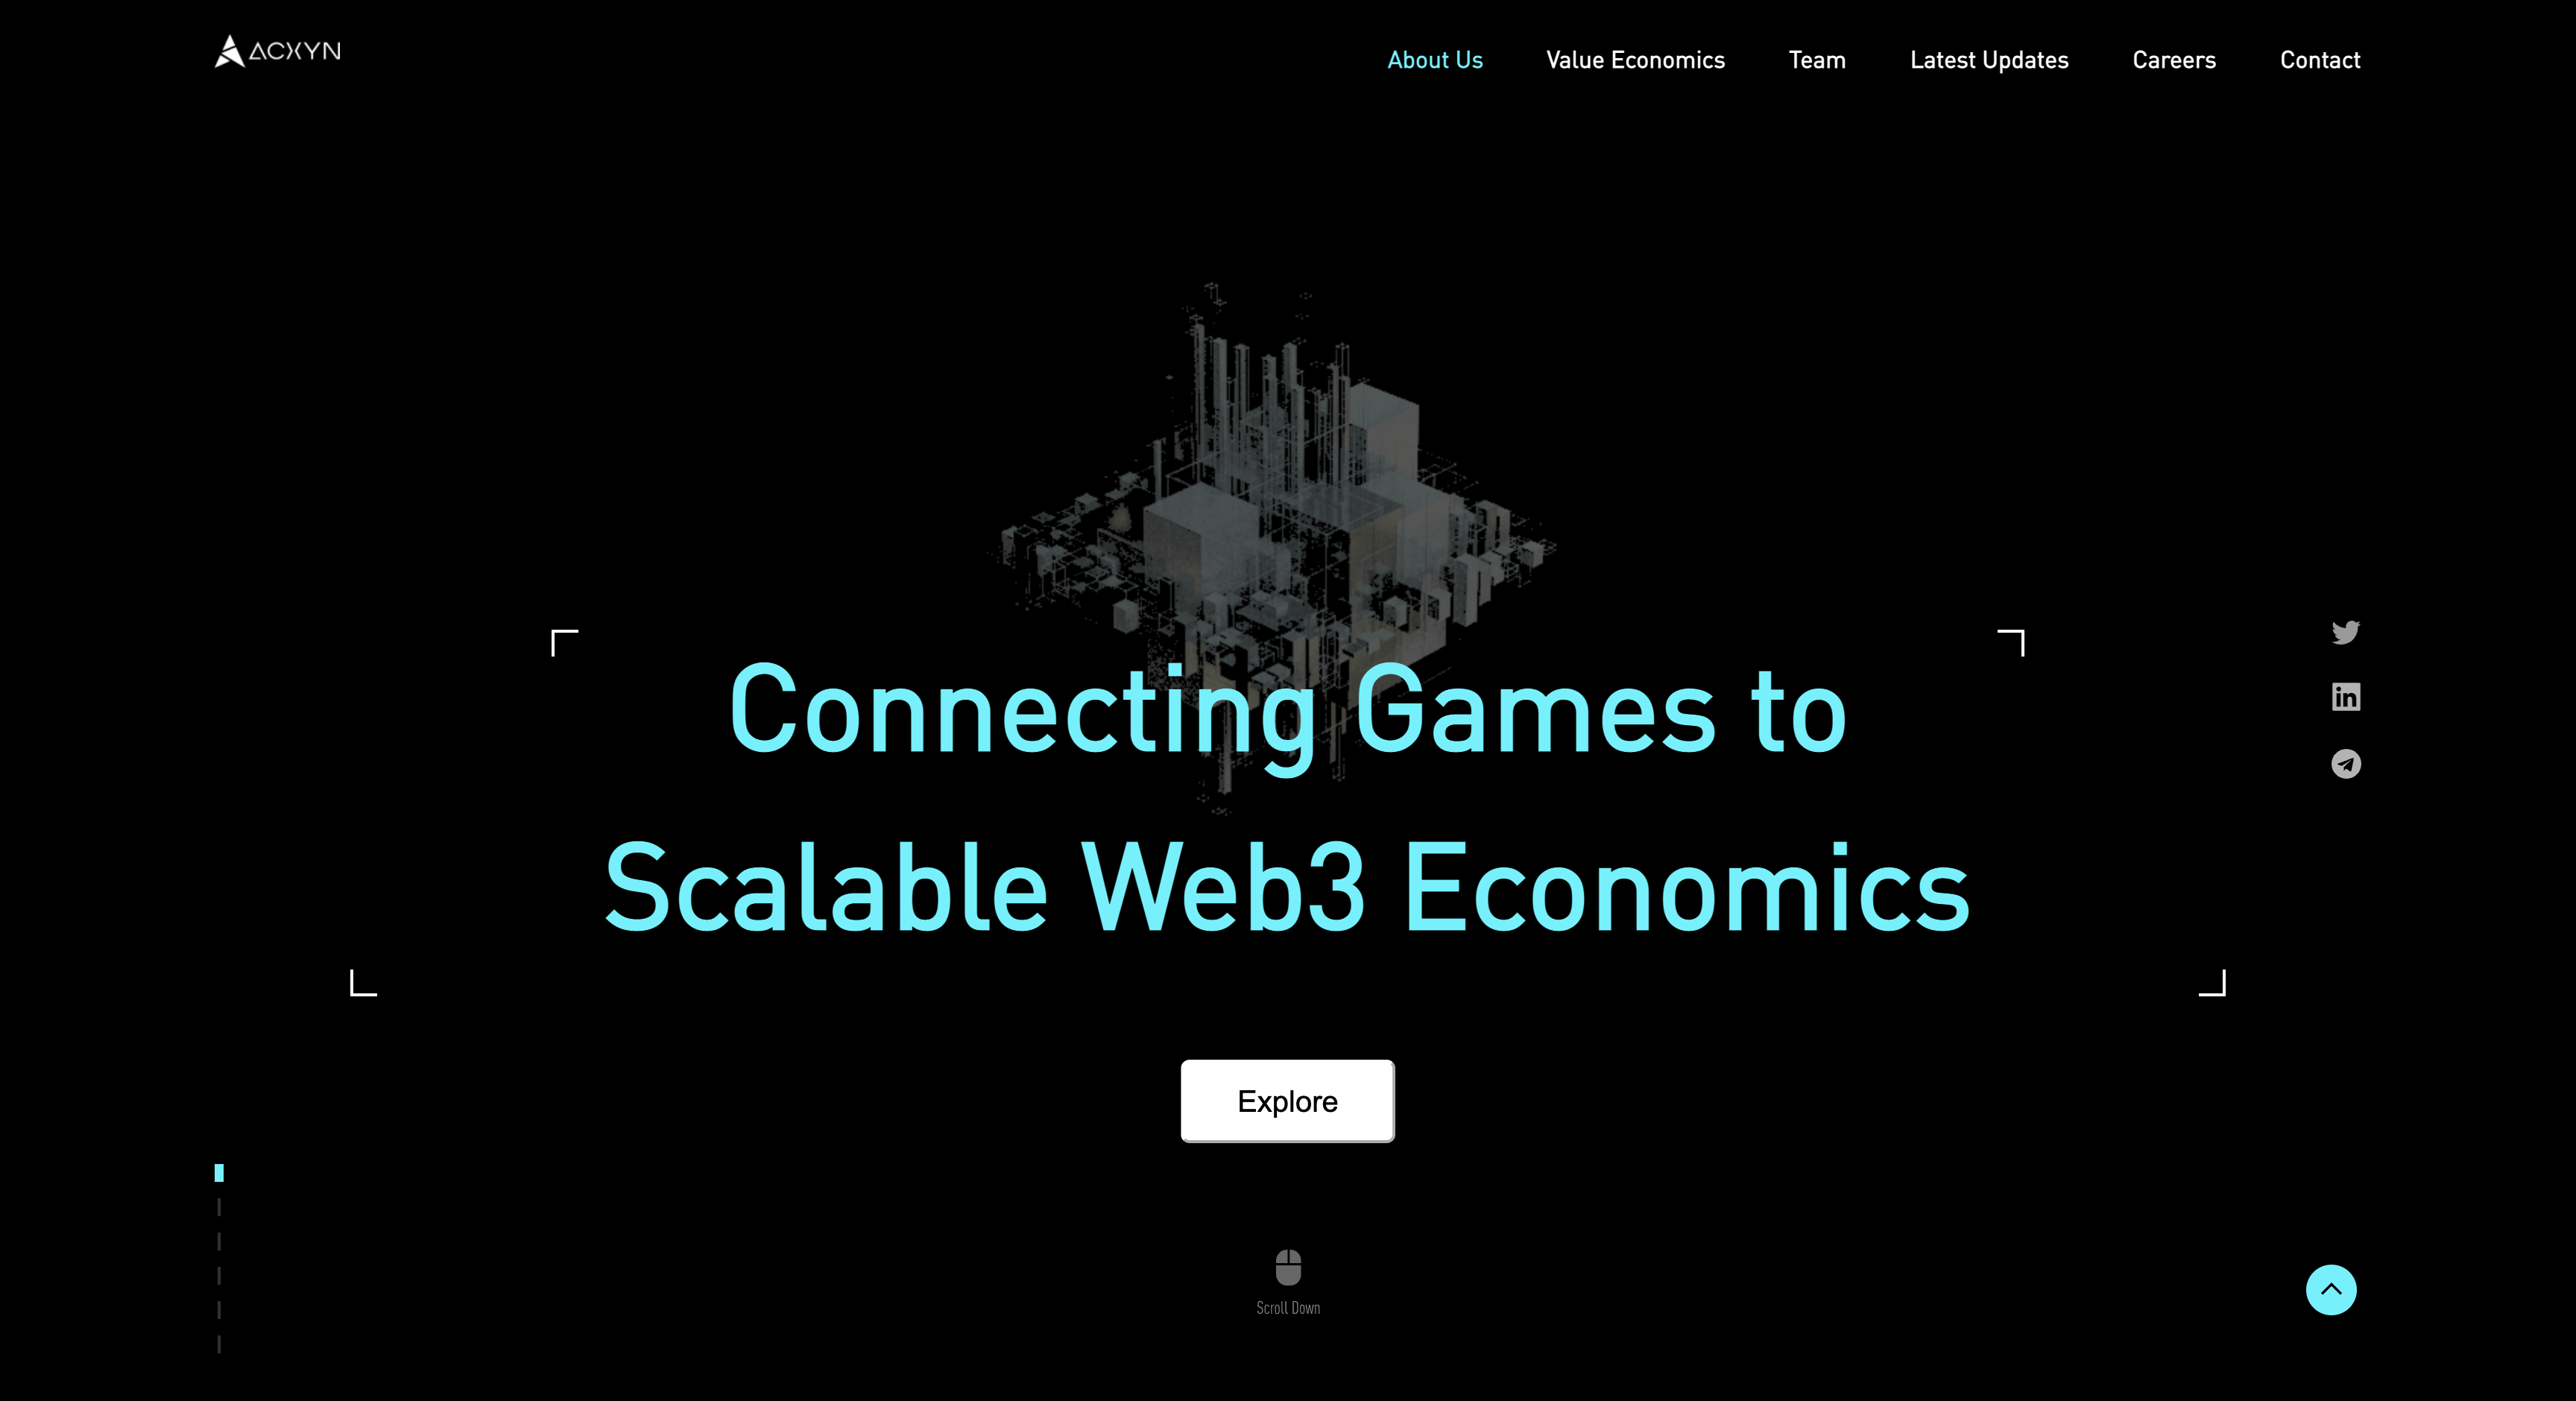 ACXYN
About Us Value Economics Team Latest Updates Careers Contact
Connecting Games to
Scalable Web3 Economics
Explore
Scroll Down